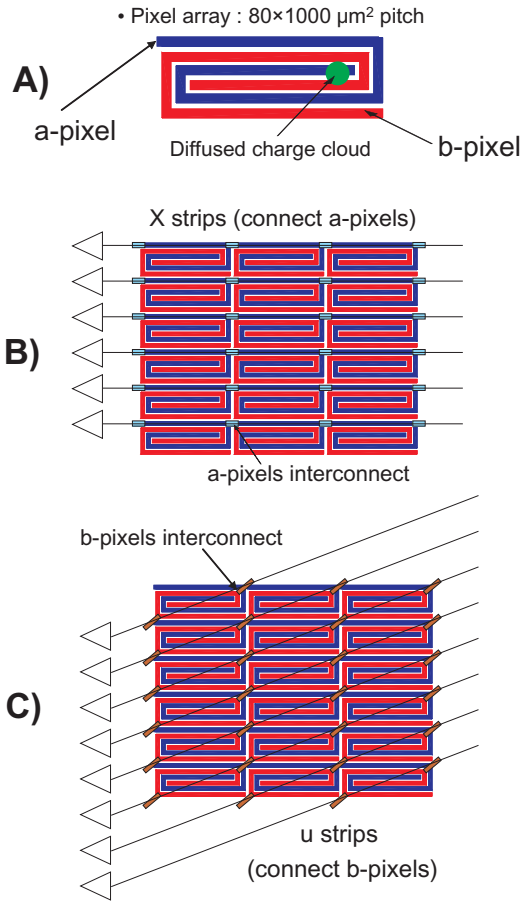 • Pixel array : 80×1000 μm² pitch
A)
a-pixel
Diffused charge cloud
b-pixel
X strips (connect a-pixels)
B)
a-pixels interconnect
b-pixels interconnect
C)
u strips
(connect b-pixels)